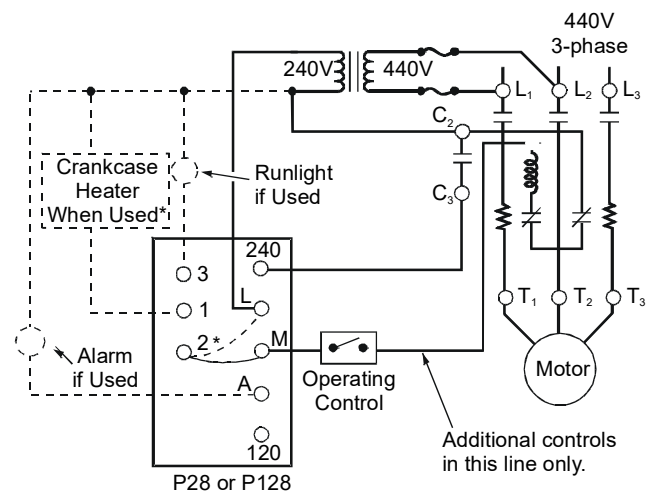 440V
3-phase
240V
440V
L1
L2
L3
C2
C3
Crankcase
Heater
When Used*
Runlight
if Used
240
3
L
1
2*
M
A
120
Alarm
if Used
Operating
Control
T1
T2
T3
Motor
Additional controls
in this line only.
P28 or P128